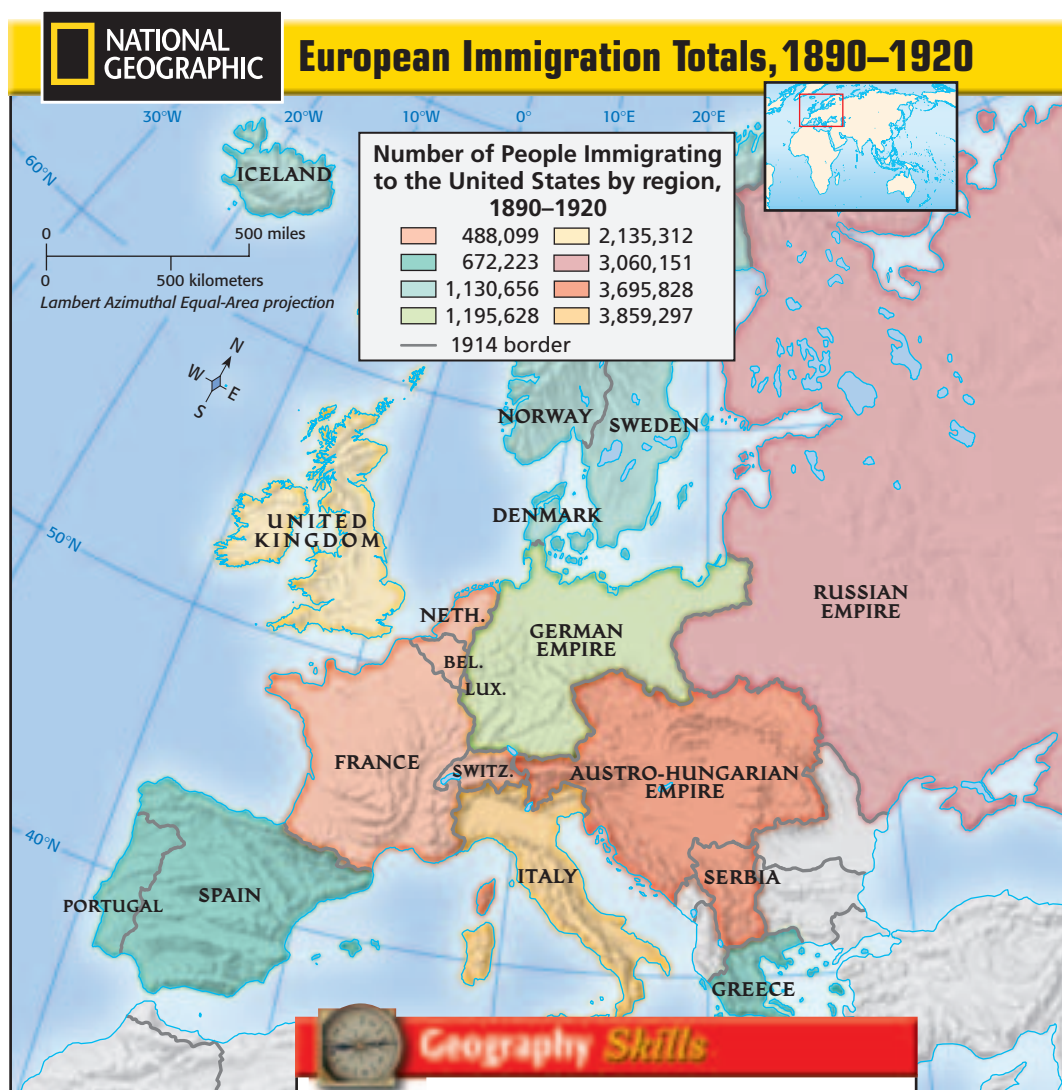 NATIONAL
GEOGRAPHIC
European Immigration Totals, 1890–1920
30°W
20°W
10°W
0°
10°E
20°E
60°N
ICELAND
Number of People Immigrating
to the United States by region,
1890–1920
488,099
2,135,312
672,223
3,060,151
1,130,656
3,695,828
1,195,628
3,859,297
1914 border
0
500 miles
0
500 kilometers
Lambert Azimuthal Equal-Area projection
N
W
E
S
NORWAY
SWEDEN
DENMARK
UNITED
KINGDOM
50°N
RUSSIAN
EMPIRE
NETH.
GERMAN
EMPIRE
BEL.
LUX.
FRANCE
SWITZ.
AUSTRO-HUNGARIAN
EMPIRE
40°N
ITALY
SERBIA
PORTUGAL
SPAIN
GREECE
Geography Skills